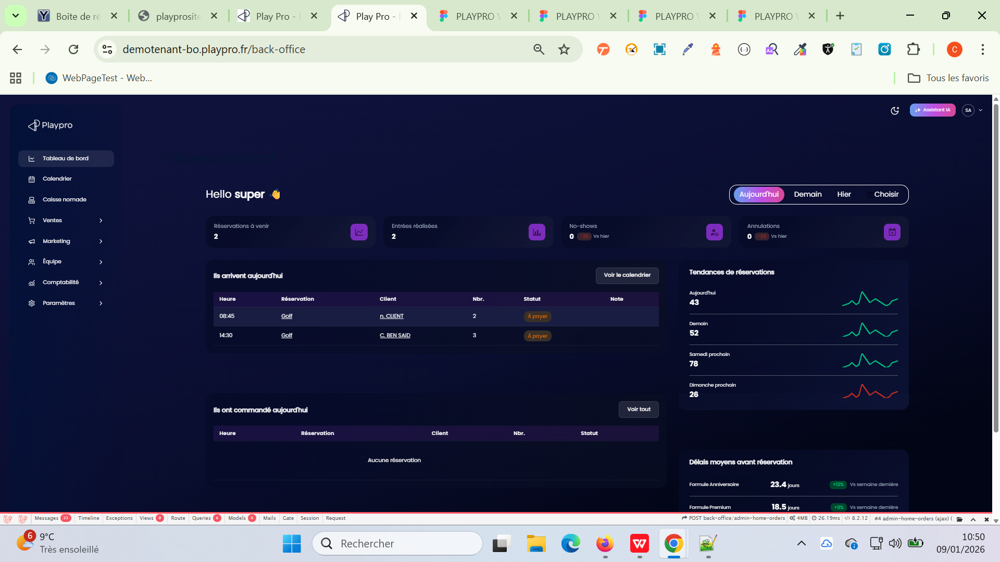 Boite de ré
playprosite
Play Pro -
Play Pro -
PLAYPRO
PLAYPRO
PLAYPRO
PLAYPRO
demotenant-bo.playpro.fr/back-office
C
WebPageTest - Web...
Tous les favoris
Playpro
Assistant IA
SA
Tableau de bord
Calendrier
Caisse nomade
Ventes
Marketing
Équipe
Comptabilité
Paramètres
Tableau de bord
Hello super 👋
Aujourd'hui Demain Hier Choisir
Réservations à venir
2
Entrées réalisées
2
No-shows
0 -3% Vs hier
Annulations
0 -3% Vs hier
Ils arrivent aujourd'hui
Voir le calendrier
Heure Réservation Client Nbr. Statut Note
08:45 Golf n. CLIENT 2 À payer
14:30 Golf C. BEN SAID 3 À payer
Tendances de réservations
Aujourd'hui
43
Demain
52
Samedi prochain
78
Dimanche prochain
26
Ils ont commandé aujourd'hui
Voir tout
Heure Réservation Client Nbr. Statut
Aucune réservation
Délais moyens avant réservation
Formule Anniversaire 23.4 jours +12% Vs semaine dernière
Formule Premium 18.5 jours +8% Vs semaine dernière
Messages 23 Timeline Exceptions Views 0 Route Queries 6 Models 6 Mails Gate Session Request
POST back-office/admin-home-orders 4MB 26.19ms 8.2.12 #4 admin-home-orders (ajax) (
6
9°C
Très ensoleillé
Rechercher
10:50
09/01/2026